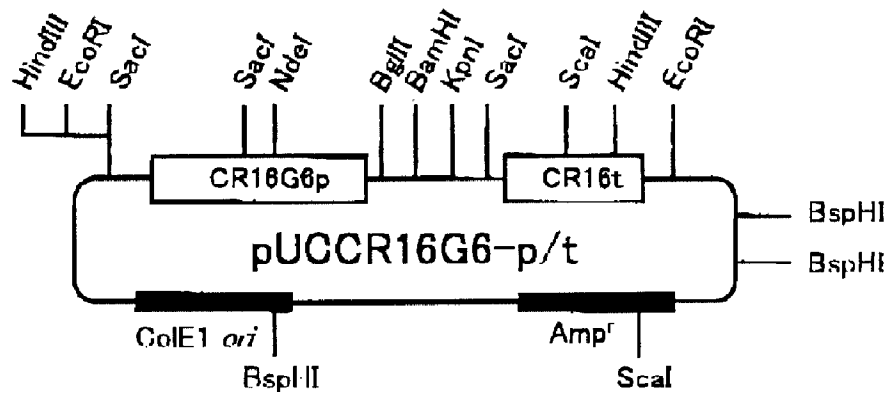 HindIII EcoRI SacI SacI NdeI BglII BamHI KpnI SacI ScaI HindIII EcoRI
CR16G6p CR16t
BspHI
pUCCR16G6-p/t
BspHI
ColE1 ori Ampr
BspHI ScaI